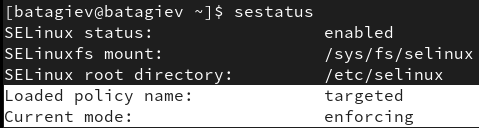 [batagiev@batagiev ~]$ sestatus
SELinux status:                 enabled
SELinuxfs mount:                /sys/fs/selinux
SELinux root directory:         /etc/selinux
Loaded policy name:             targeted
Current mode:                   enforcing